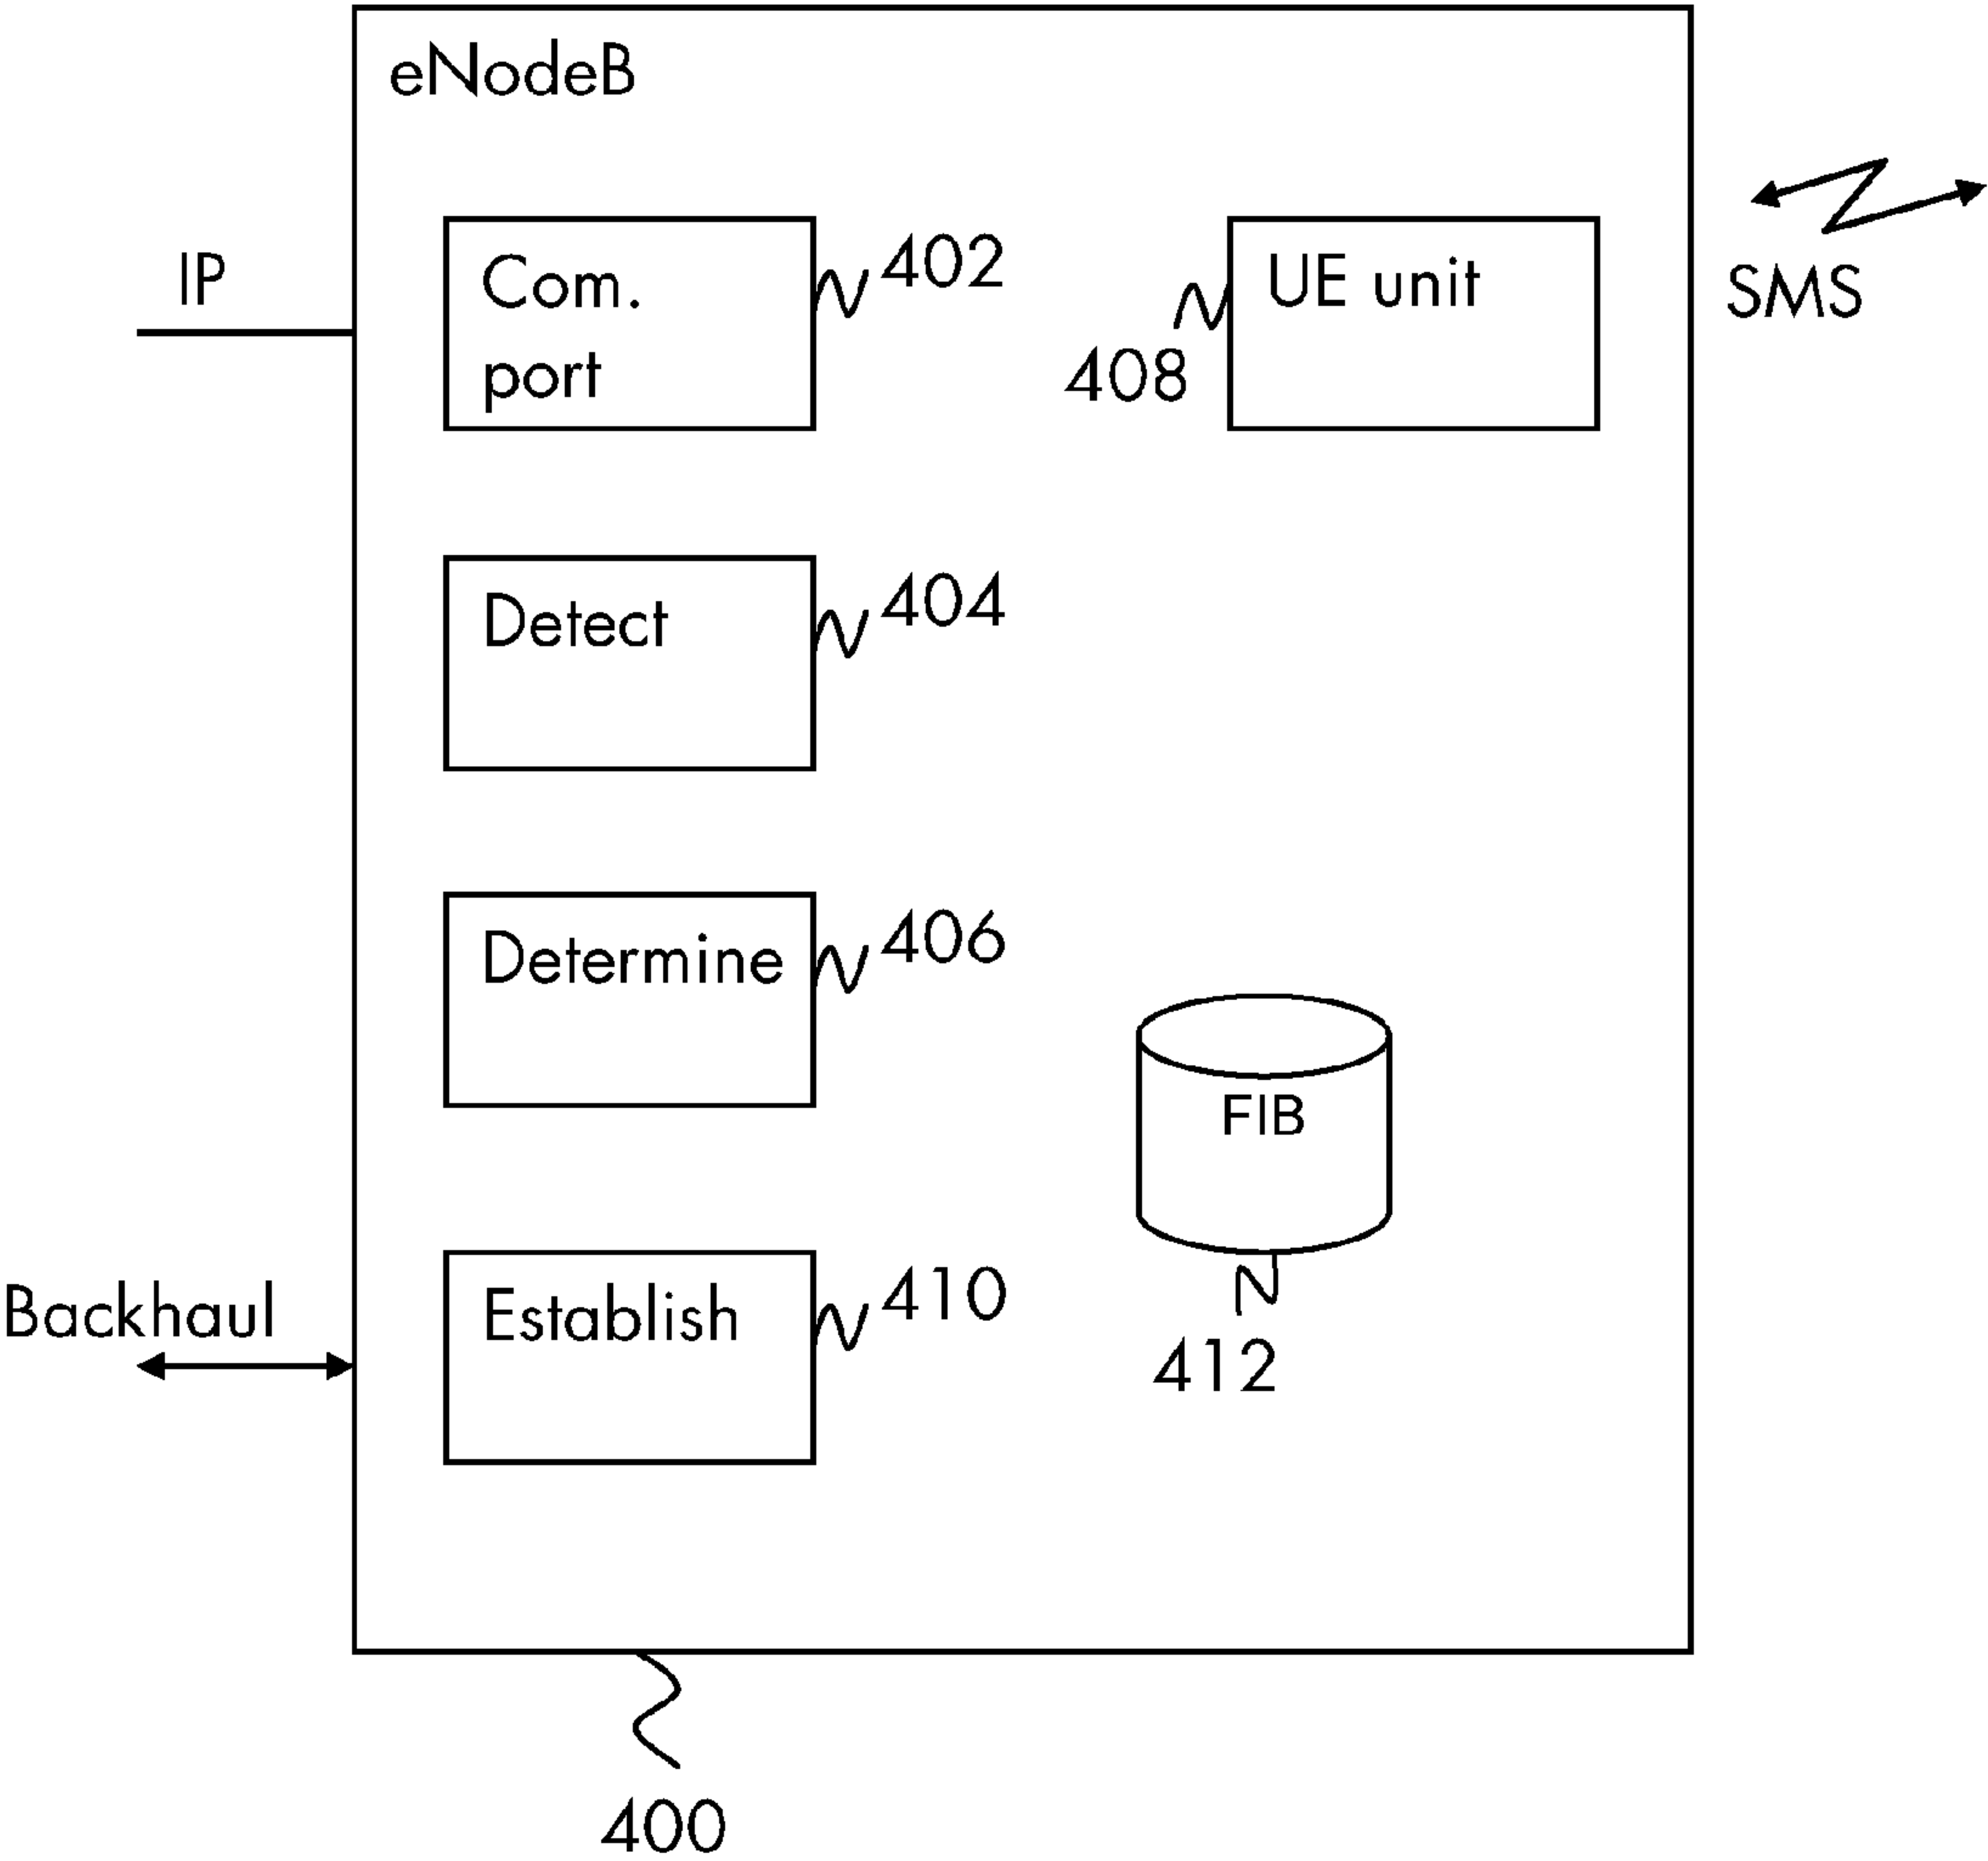 eNodeB
IP
Com.
port
402
UE unit
408
SMS
Detect
404
Determine
406
FIB
412
Backhaul
Establish
410
400